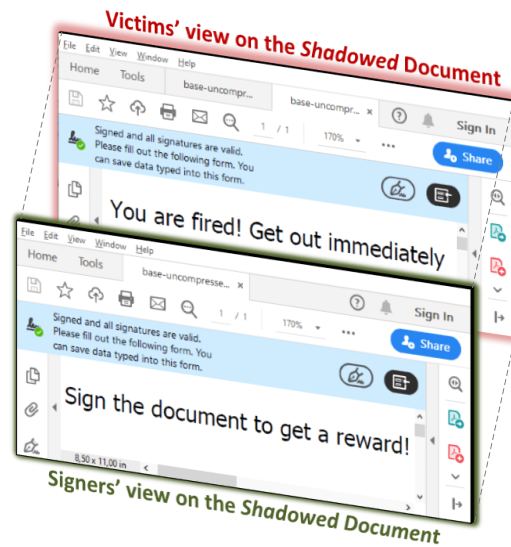 Victims' view on the Shadowed Document
File Edit View Window Help
Home Tools base-uncompr... base-uncompr... ×
1 / 1 170% Sign In
Signed and all signatures are valid.
Please fill out the following form. You
can save data typed into this form.
Share
You are fired! Get out immediately
File Edit View Window Help
Home Tools base-uncompresse... ×
1 / 1 170% Sign In
Signed and all signatures are valid.
Please fill out the following form. You
can save data typed into this form.
Share
Sign the document to get a reward!
8,50 x 11,00 in
Signers' view on the Shadowed Document